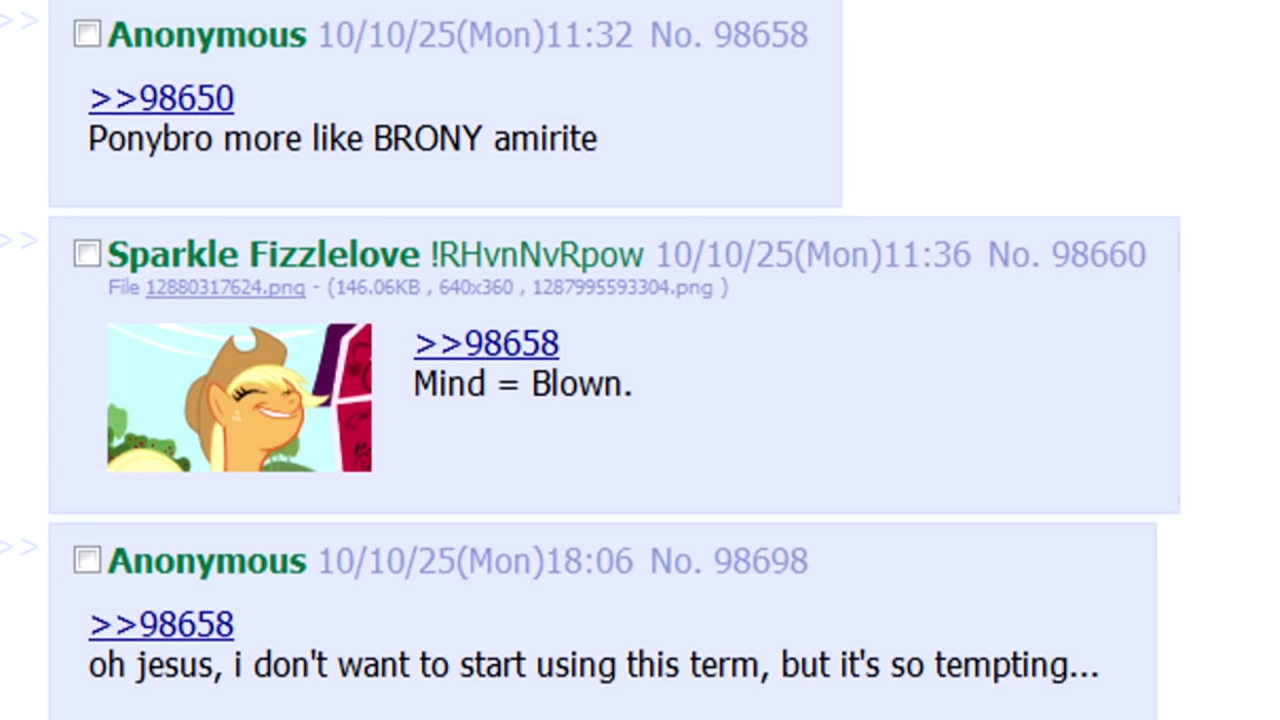 >>
Anonymous 10/10/25(Mon)11:32 No. 98658
>>98650
Ponybro more like BRONY amirite
>>
Sparkle Fizzlelove !RHvnNvRpow 10/10/25(Mon)11:36 No. 98660
File 12880317624.png - (146.06KB , 640x360 , 1287995593304.png )
>>98658
Mind = Blown.
>>
Anonymous 10/10/25(Mon)18:06 No. 98698
>>98658
oh jesus, i don't want to start using this term, but it's so tempting...